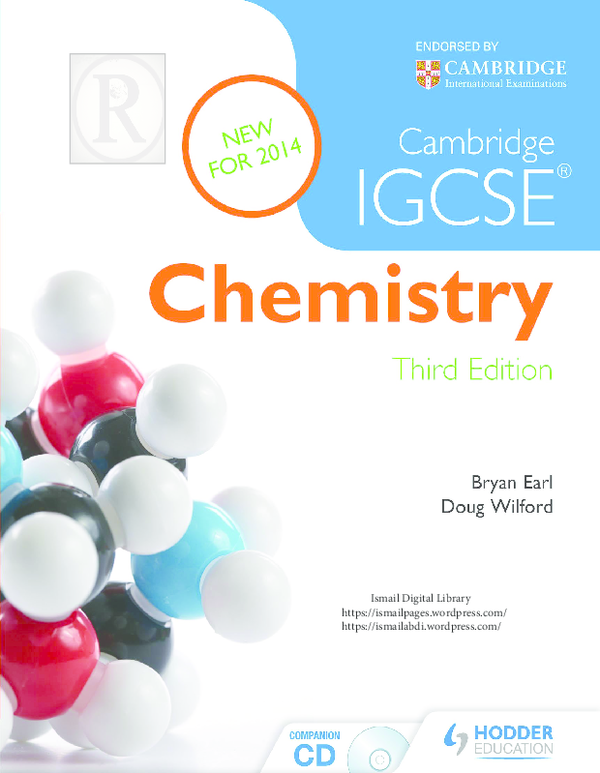 R
ENDORSED BY
CAMBRIDGE
International Examinations
NEW
FOR 2014
Cambridge
IGCSE®
Chemistry
Third Edition
Bryan Earl
Doug Wilford
Ismail Digital Library
https://ismailpages.wordpress.com/
https://ismailabdi.wordpress.com/
COMPANION
CD
HODDER
EDUCATION